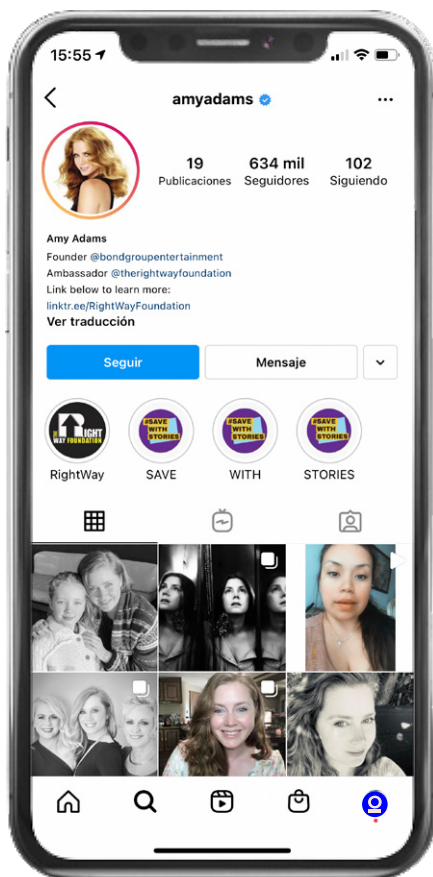 15:55
amyadams
19 634 mil 102
Publicaciones Seguidores Siguiendo
Amy Adams
Founder @bondgroupentertainment
Ambassador @therightwayfoundation
Link below to learn more:
linktr.ee/RightWayFoundation
Ver traducción
Seguir Mensaje
RIGHT
WAY FOUNDATION
#SAVE
WITH
STORIES
#SAVE
WITH
STORIES
#SAVE
WITH
STORIES
RightWay SAVE WITH STORIES